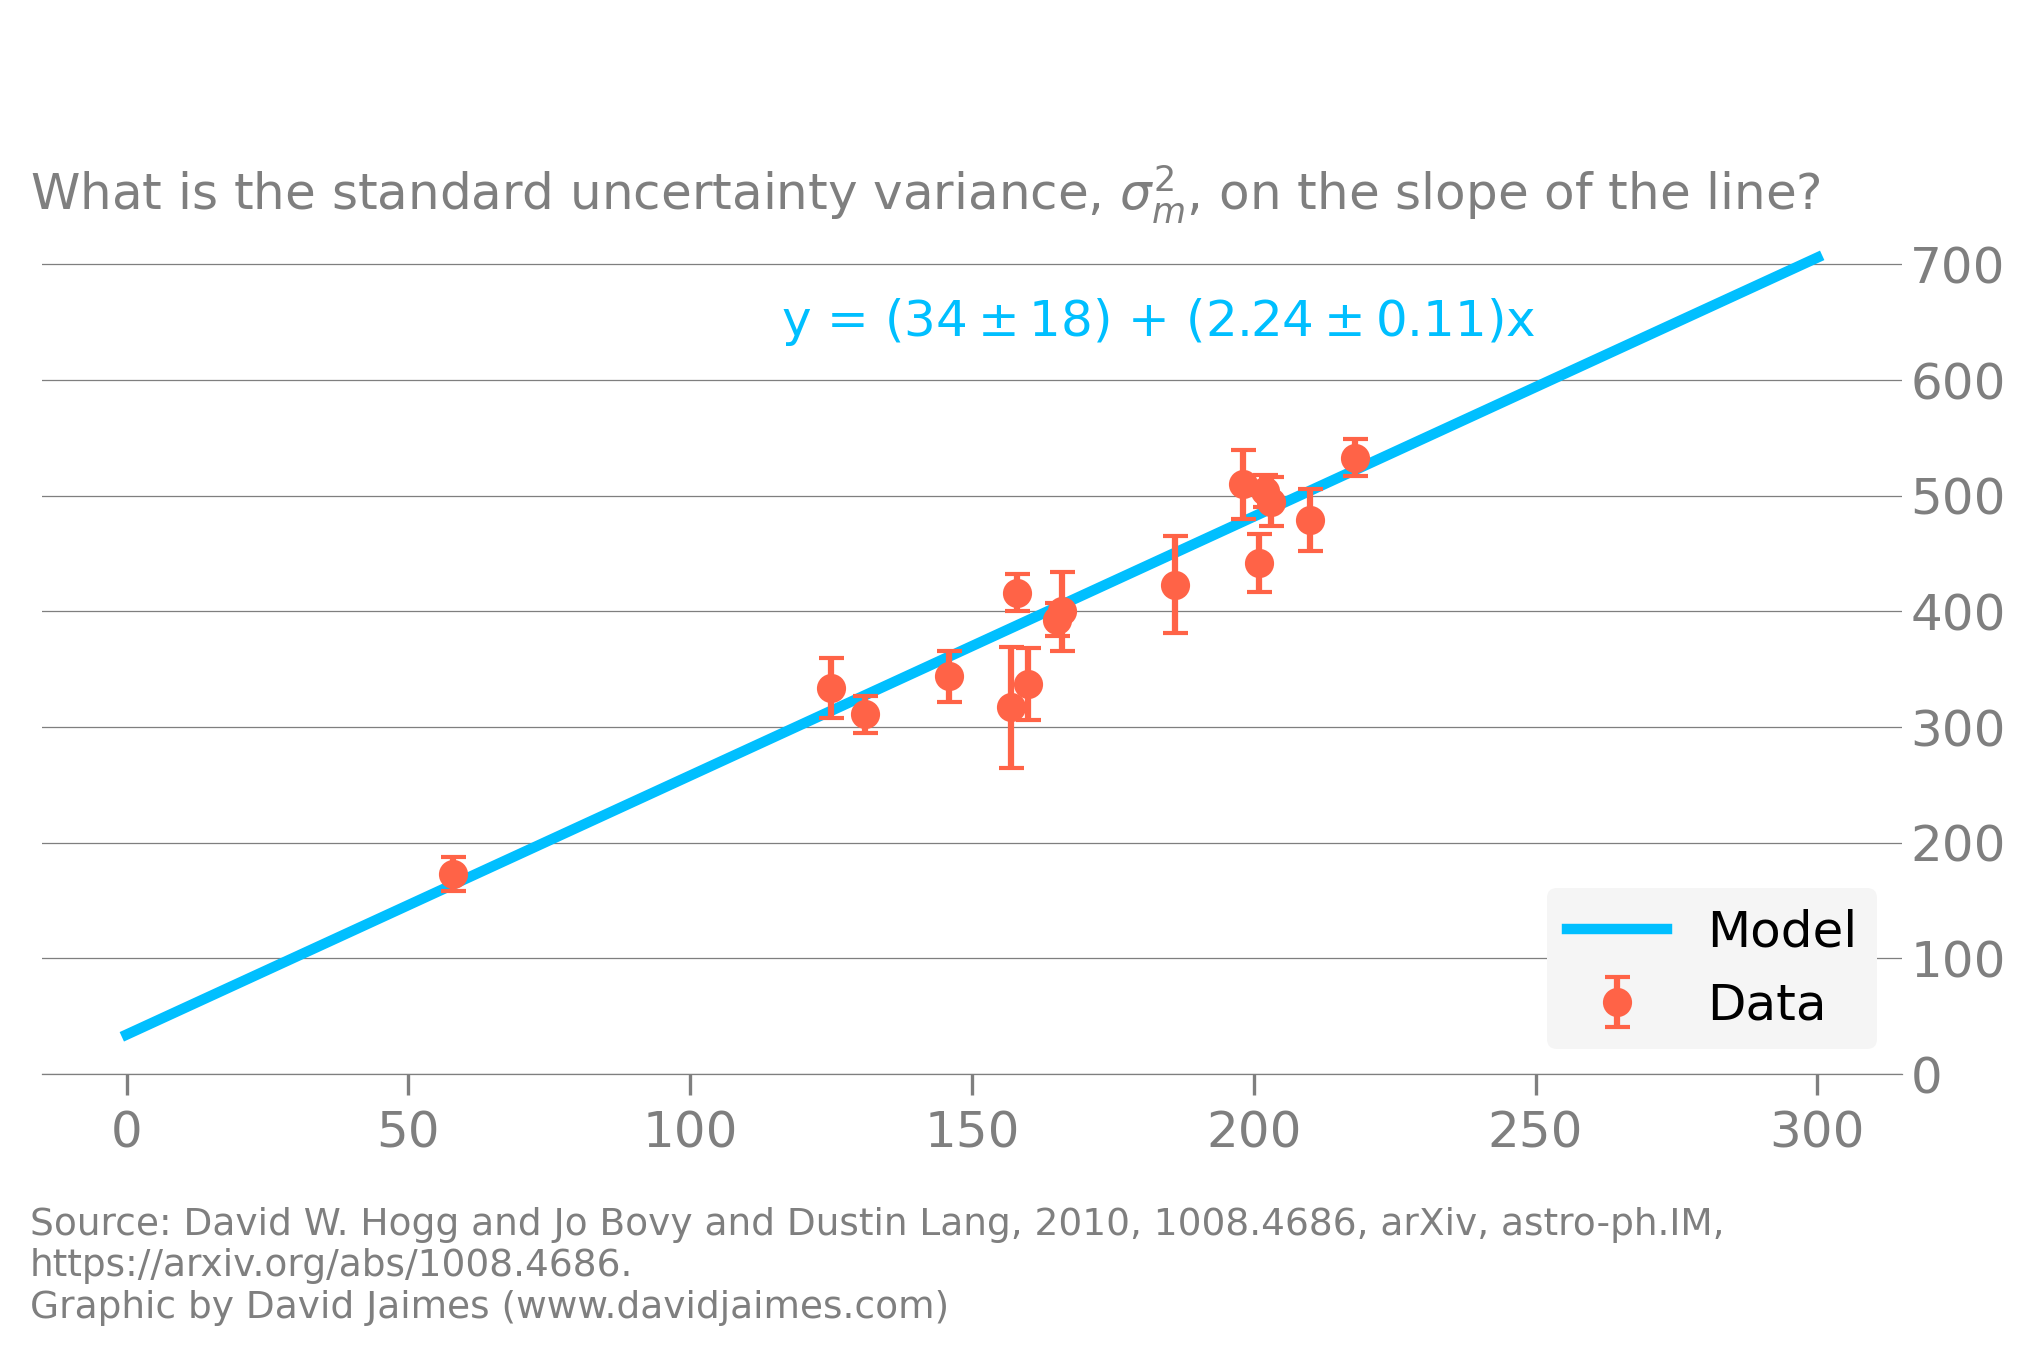 What is the standard uncertainty variance, σ²ₘ, on the slope of the line?
700
y = (34 ± 18) + (2.24 ± 0.11)x
600
500
400
300
200
Model
100
Data
0
0 50 100 150 200 250 300
Source: David W. Hogg and Jo Bovy and Dustin Lang, 2010, 1008.4686, arXiv, astro-ph.IM,
https://arxiv.org/abs/1008.4686.
Graphic by David Jaimes (www.davidjaimes.com)